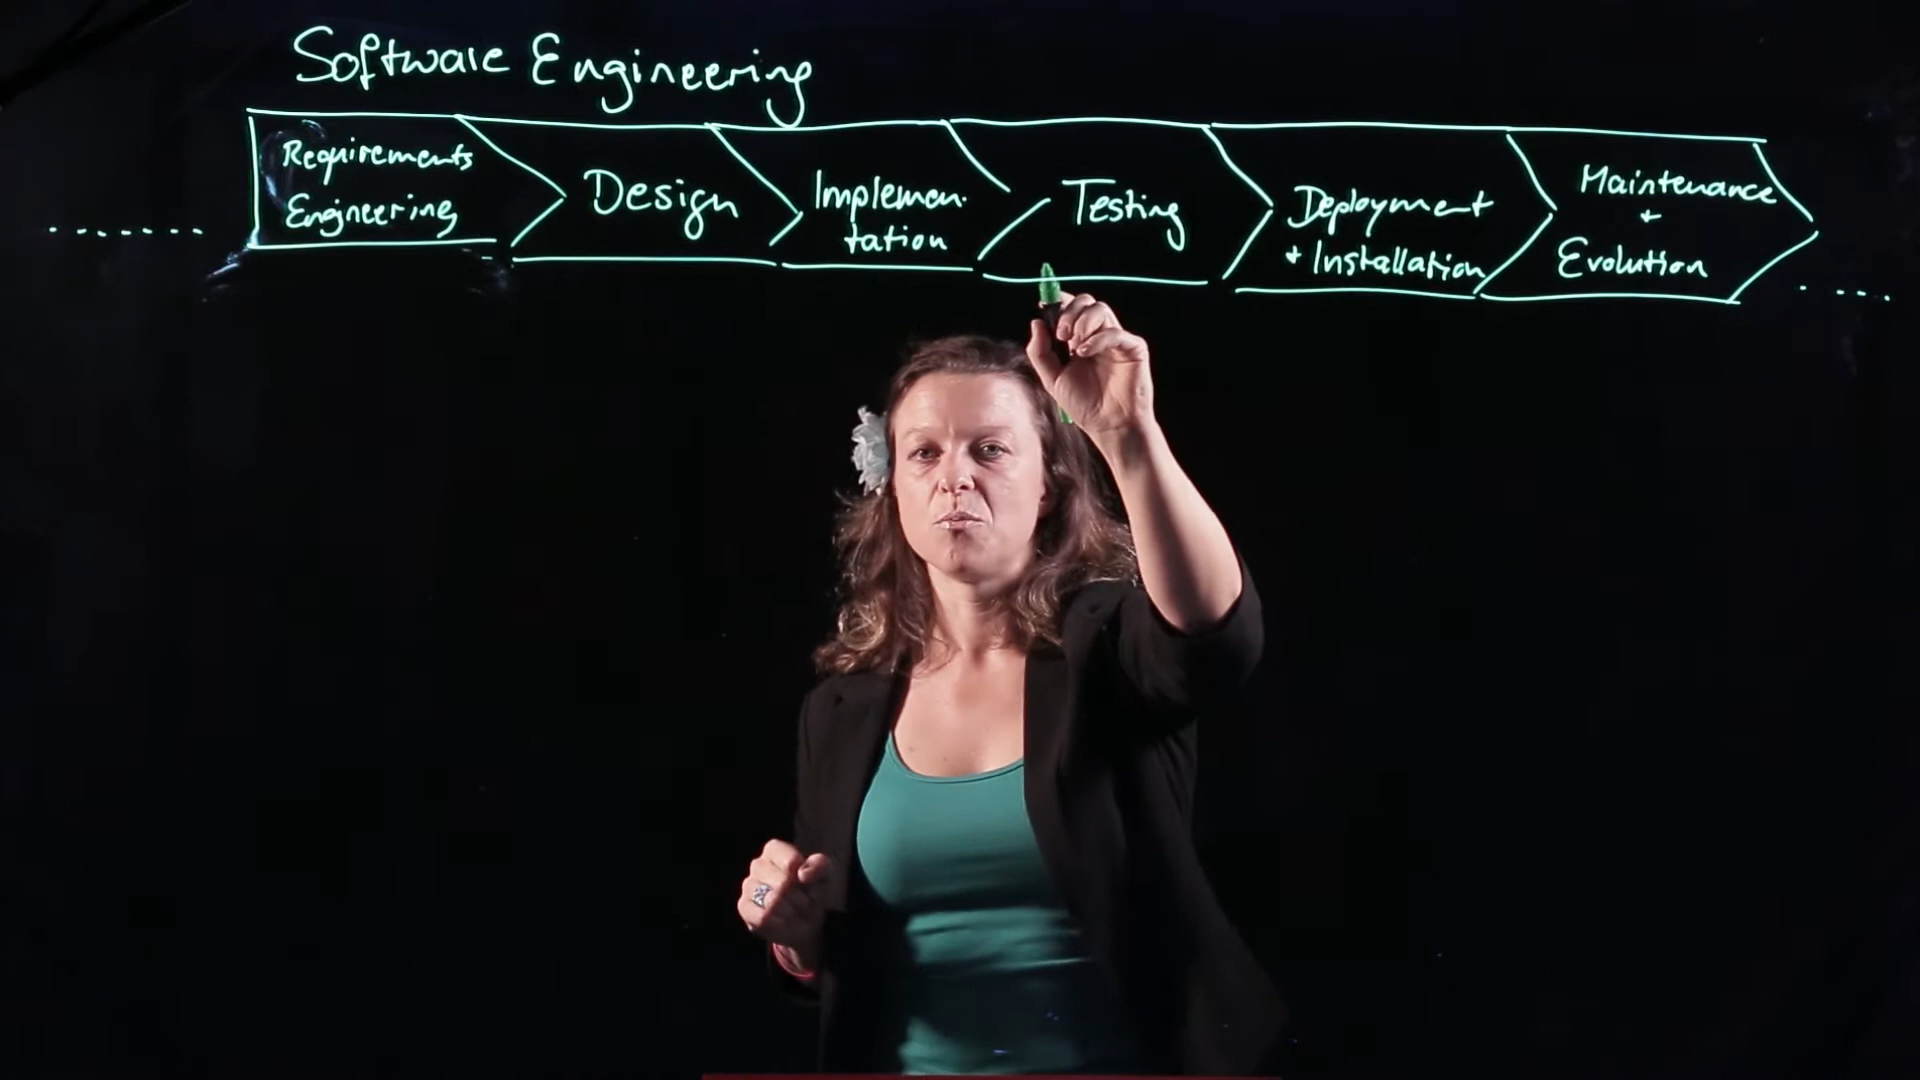 Software Engineering
Requirements
Engineering
Design
Implemen-
tation
Testing
Deployment
+ Installation
Maintenance
+
Evolution